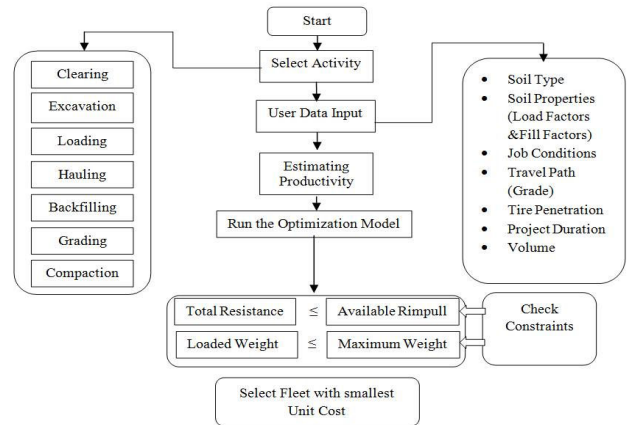 Start
Select Activity
User Data Input
Estimating
Productivity
Run the Optimization Model
Clearing
Excavation
Loading
Hauling
Backfilling
Grading
Compaction
• Soil Type
• Soil Properties
(Load Factors
&Fill Factors)
• Job Conditions
• Travel Path
(Grade)
• Tire Penetration
• Project Duration
• Volume
Total Resistance ≤ Available Rimpull
Loaded Weight ≤ Maximum Weight
Check
Constraints
Select Fleet with smallest
Unit Cost